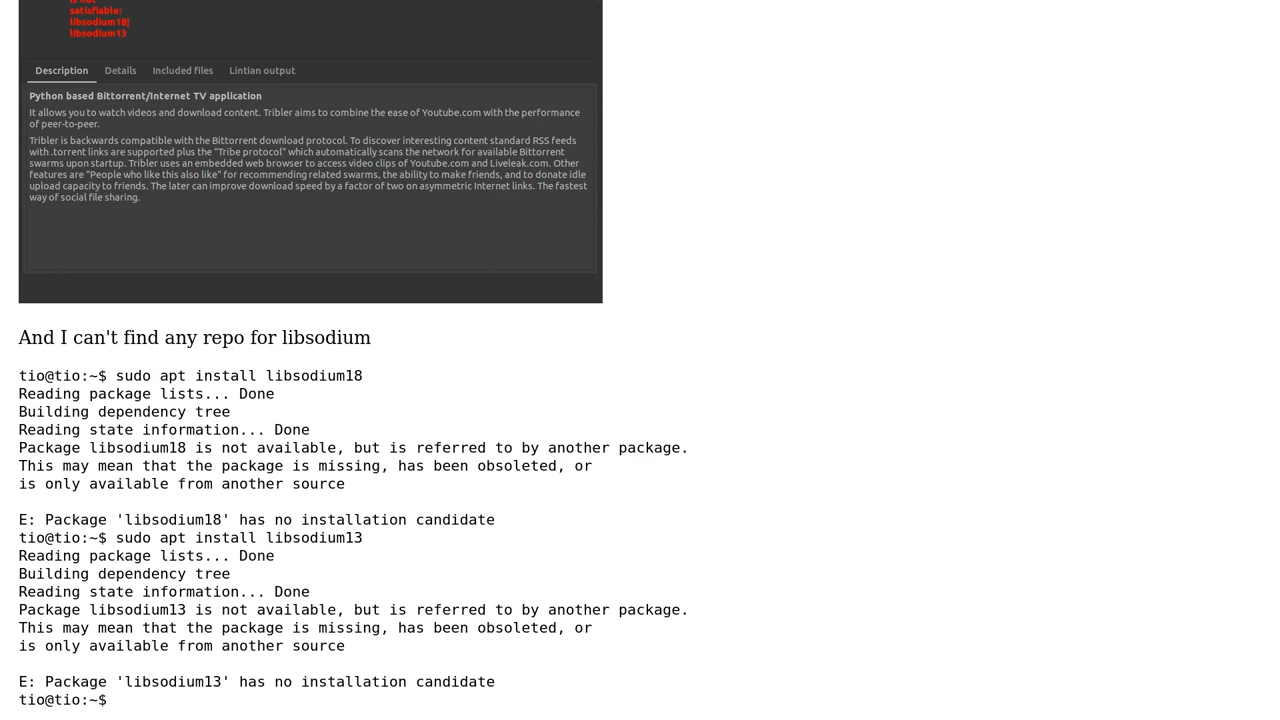 is not
satisfiable:
libsodium18|
libsodium13
Description Details Included files Lintian output
Python based Bittorrent/Internet TV application
It allows you to watch videos and download content. Tribler aims to combine the ease of Youtube.com with the performance
of peer-to-peer.
Tribler is backwards compatible with the Bittorrent download protocol. To discover interesting content standard RSS feeds
with .torrent links are supported plus the "Tribe protocol" which automatically scans the network for available Bittorrent
swarms upon startup. Tribler uses an embedded web browser to access video clips of Youtube.com and Liveleak.com. Other
features are "People who like this also like" for recommending related swarms, the ability to make friends, and to donate idle
upload capacity to friends. The later can improve download speed by a factor of two on asymmetric Internet links. The fastest
way of social file sharing.
And I can't find any repo for libsodium
tio@tio:~$ sudo apt install libsodium18
Reading package lists... Done
Building dependency tree
Reading state information... Done
Package libsodium18 is not available, but is referred to by another package.
This may mean that the package is missing, has been obsoleted, or
is only available from another source
E: Package 'libsodium18' has no installation candidate
tio@tio:~$ sudo apt install libsodium13
Reading package lists... Done
Building dependency tree
Reading state information... Done
Package libsodium13 is not available, but is referred to by another package.
This may mean that the package is missing, has been obsoleted, or
is only available from another source
E: Package 'libsodium13' has no installation candidate
tio@tio:~$